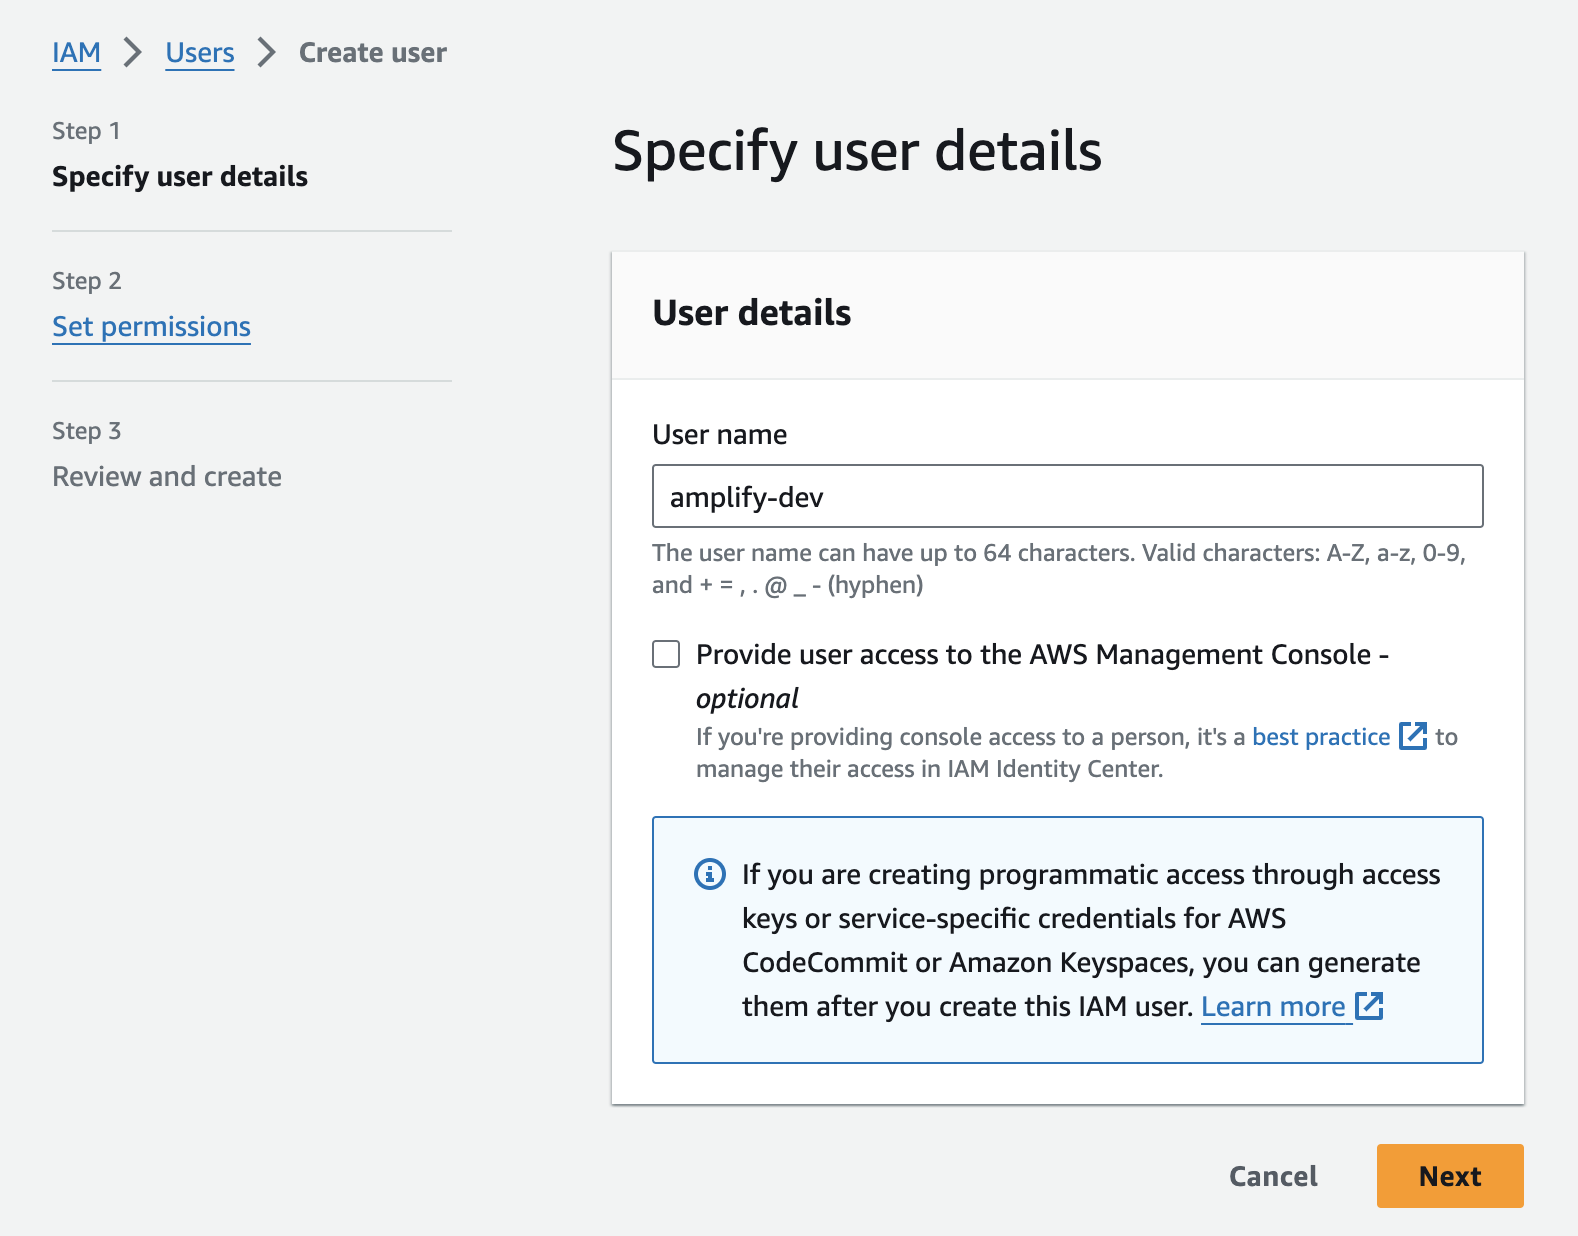 IAM > Users > Create user
Step 1
Specify user details
Step 2
Set permissions
Step 3
Review and create
Specify user details
User details
User name
amplify-dev
The user name can have up to 64 characters. Valid characters: A-Z, a-z, 0-9,
and + = , . @ _ - (hyphen)
Provide user access to the AWS Management Console -
optional
If you're providing console access to a person, it's a best practice to
manage their access in IAM Identity Center.
If you are creating programmatic access through access
keys or service-specific credentials for AWS
CodeCommit or Amazon Keyspaces, you can generate
them after you create this IAM user. Learn more
Cancel
Next